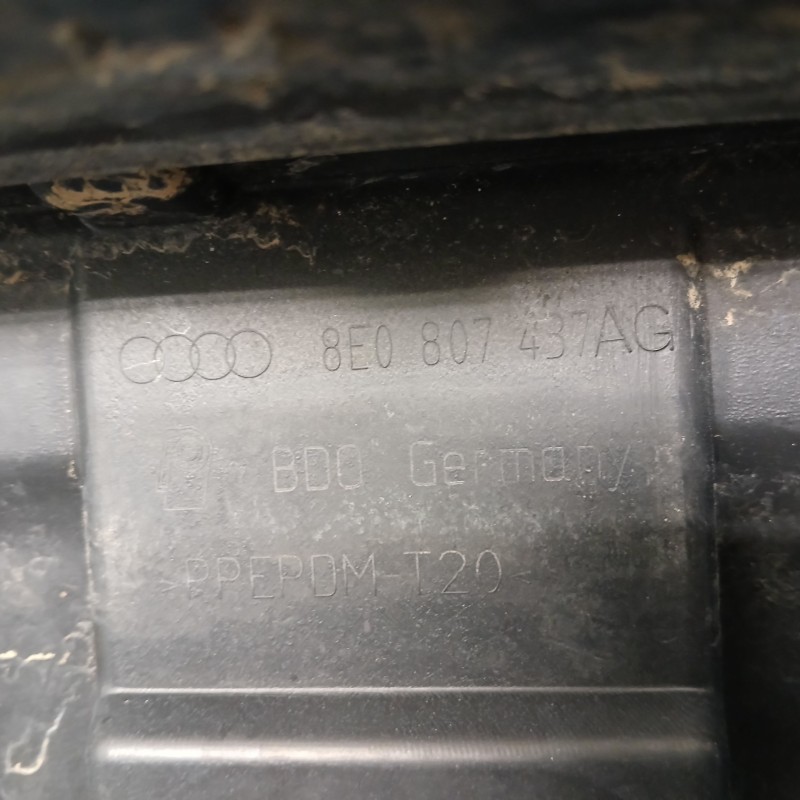 8E0 807 437AG
BDO Germany
>PPEPDM-T20<